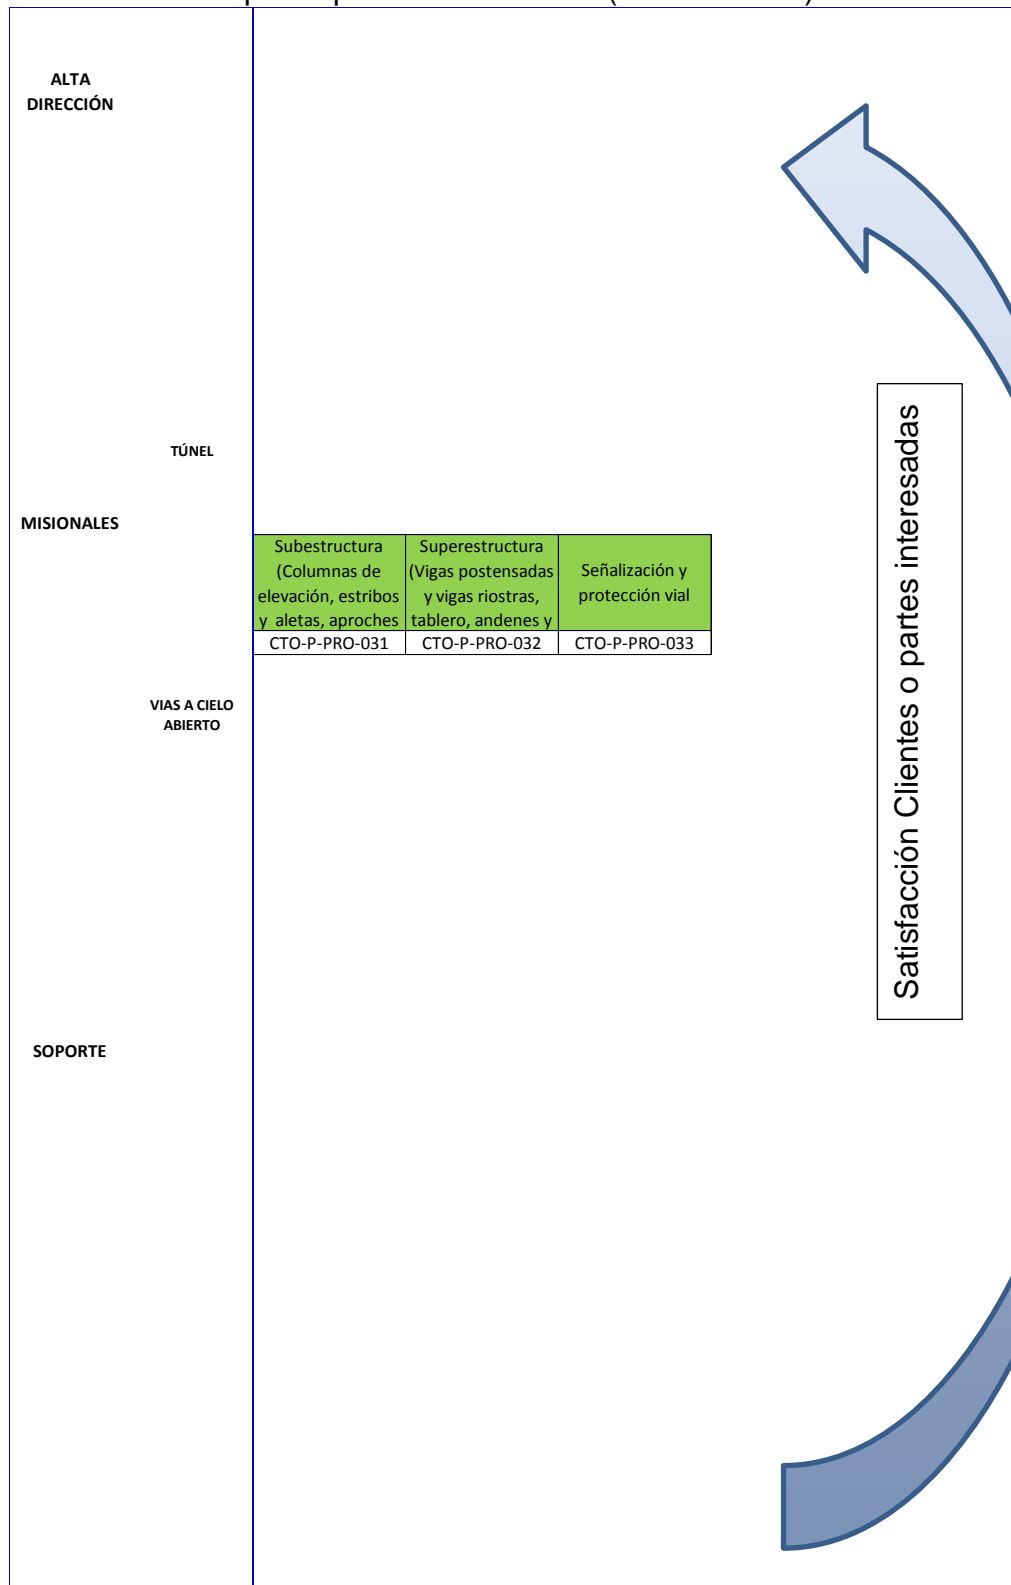 ALTA
DIRECCIÓN
TÚNEL
MISIONALES
Subestructura
(Columnas de
elevación, estribos
y aletas, aproches
Superestructura
(Vigas postensadas
y vigas riostras,
tablero, andenes y
Señalización y
protección vial
CTO-P-PRO-031
CTO-P-PRO-032
CTO-P-PRO-033
VIAS A CIELO
ABIERTO
SOPORTE
Satisfacción Clientes o partes interesadas